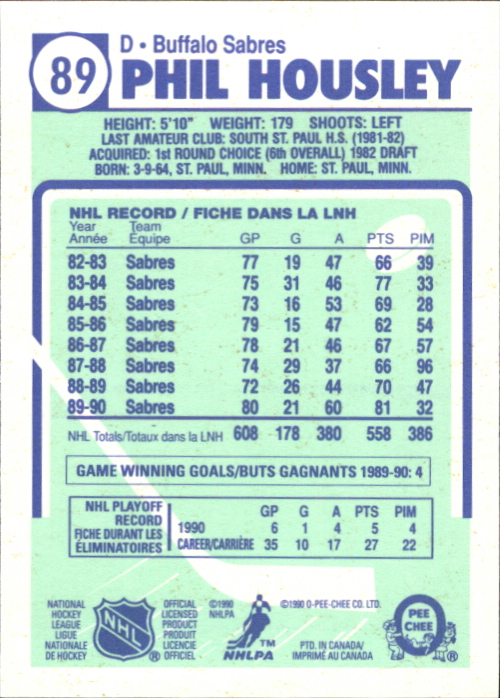 89
D • Buffalo Sabres
PHIL HOUSLEY
HEIGHT: 5'10" WEIGHT: 179 SHOOTS: LEFT
LAST AMATEUR CLUB: SOUTH ST. PAUL H.S. (1981-82)
ACQUIRED: 1st ROUND CHOICE (6th OVERALL) 1982 DRAFT
BORN: 3-9-64, ST. PAUL, MINN. HOME: ST. PAUL, MINN.
NHL RECORD / FICHE DANS LA LNH
Year Team
Année Équipe GP G A PTS PIM
82-83 Sabres 77 19 47 66 39
83-84 Sabres 75 31 46 77 33
84-85 Sabres 73 16 53 69 28
85-86 Sabres 79 15 47 62 54
86-87 Sabres 78 21 46 67 57
87-88 Sabres 74 29 37 66 96
88-89 Sabres 72 26 44 70 47
89-90 Sabres 80 21 60 81 32
NHL Totals/Totaux dans la LNH 608 178 380 558 386
GAME WINNING GOALS/BUTS GAGNANTS 1989-90: 4
NHL PLAYOFF
RECORD
FICHE DURANT LES
ÉLIMINATOIRES
GP G A PTS PIM
1990 6 1 4 5 4
CAREER/CARRIÈRE 35 10 17 27 22
NATIONAL
HOCKEY
LEAGUE
LIGUE
NATIONALE
DE HOCKEY
NHL
®
OFFICIAL
LICENSED
PRODUCT
PRODUIT
LICENCIE
OFFICIEL
©1990
NHLPA
TM
NHLPA
©1990 O-PEE-CHEE CO. LTD.
PTD. IN CANADA/
IMPRIMÉ AU CANADA
PEE
CHEE
®